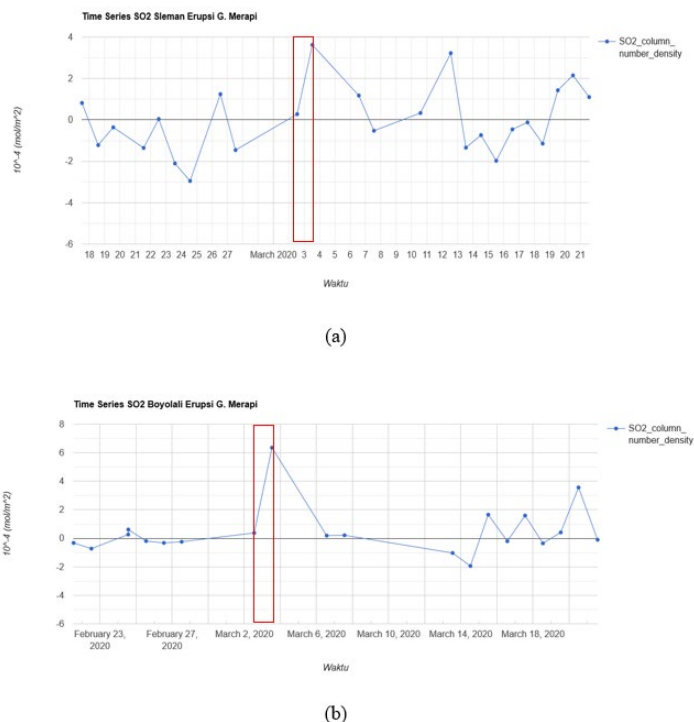 Time Series SO2 Sleman Erupsi G. Merapi
4
2
0
-2
-4
-6
10^-4 (mol/m^2)
SO2_column_
number_density
18 19 20 21 22 23 24 25 26 27 March 2020 3 4 5 6 7 8 9 10 11 12 13 14 15 16 17 18 19 20 21
Waktu
(a)
Time Series SO2 Boyolali Erupsi G. Merapi
8
6
4
2
0
-2
-4
-6
10^-4 (mol/m^2)
SO2_column_
number_density
February 23, February 27, March 2, 2020 March 6, 2020 March 10, 2020 March 14, 2020 March 18, 2020
2020 2020
Waktu
(b)